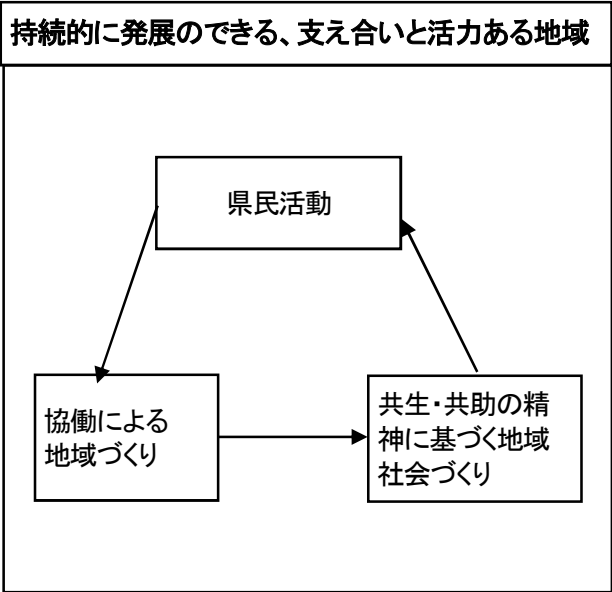 持続的に発展のできる、支え合いと活力ある地域
県民活動
協働による
地域づくり
共生・共助の精
神に基づく地域
社会づくり